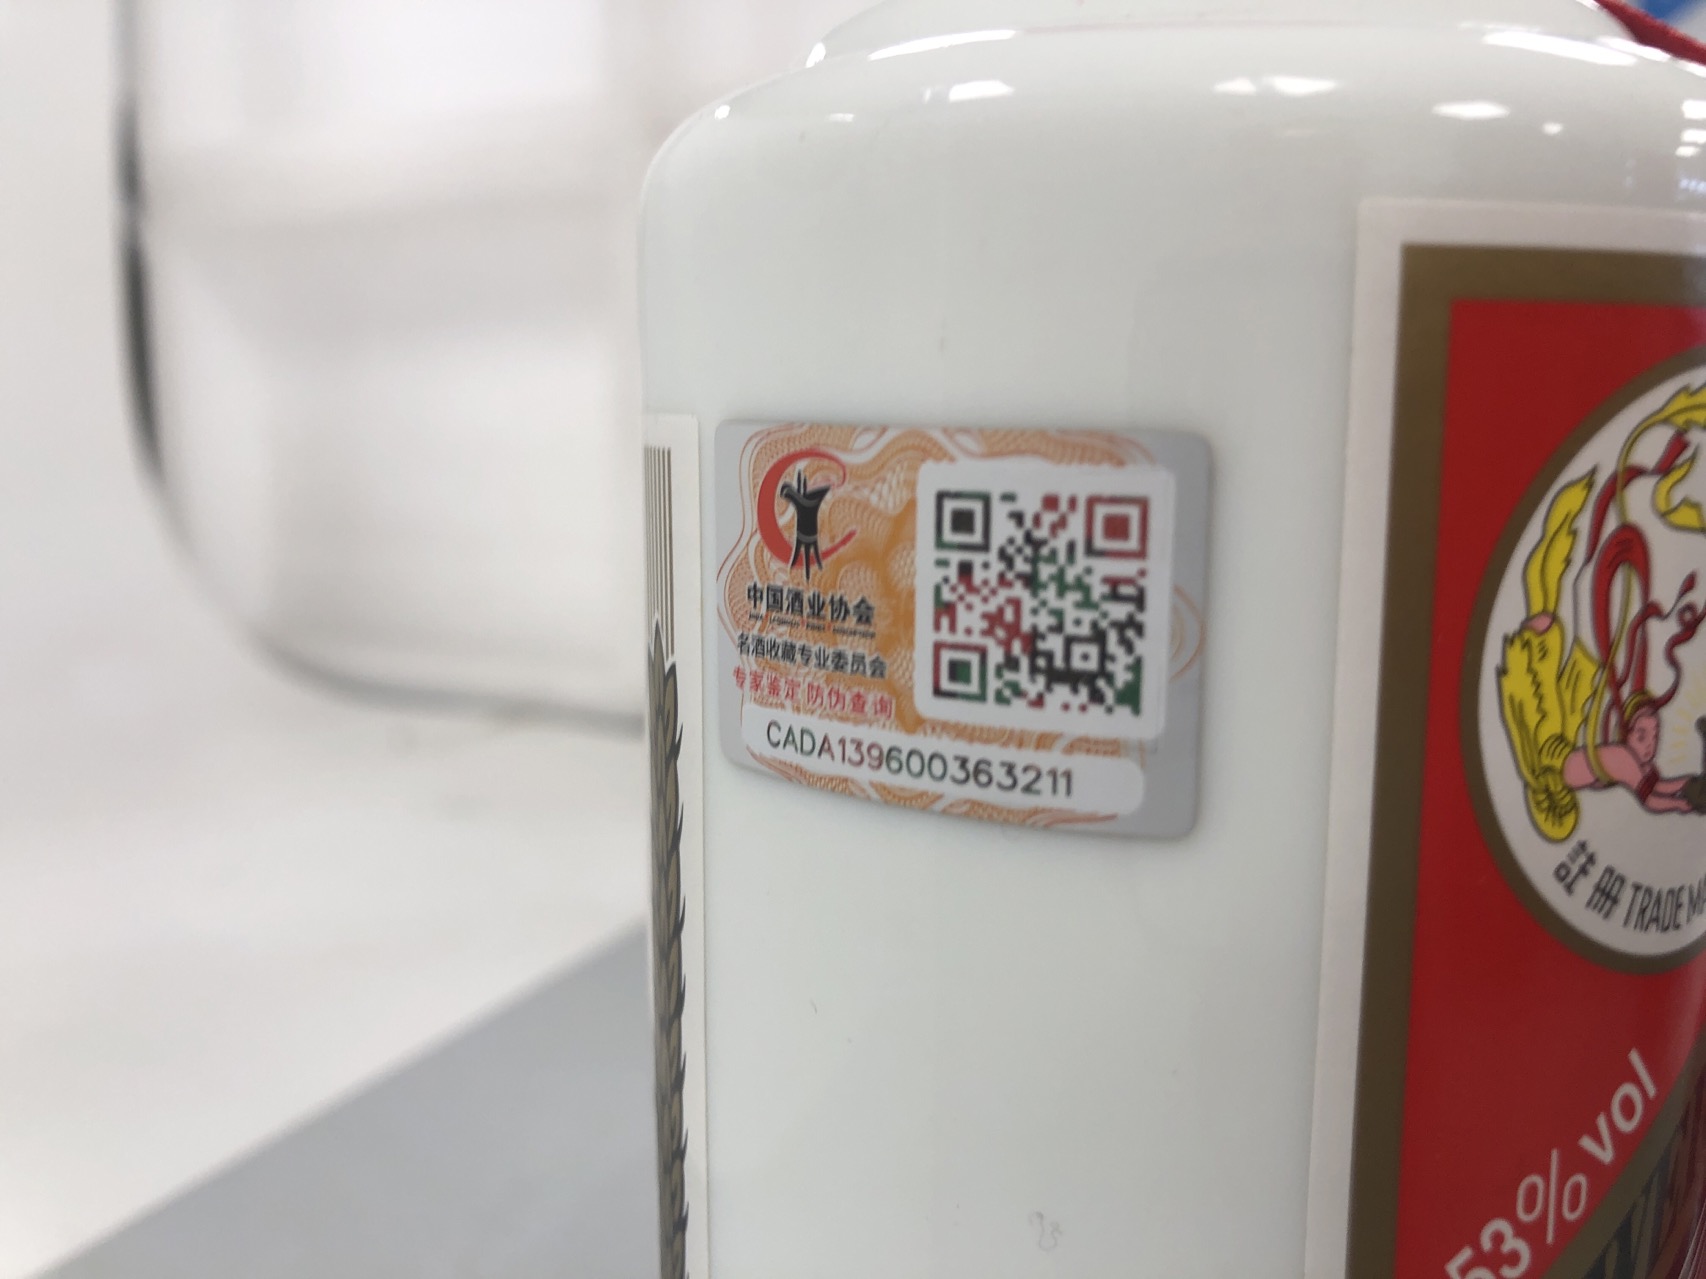 中国酒业协会
名酒收藏专业委员会
专家鉴定 防伪查询
CADA139600363211
註册 TRADE
53% vol